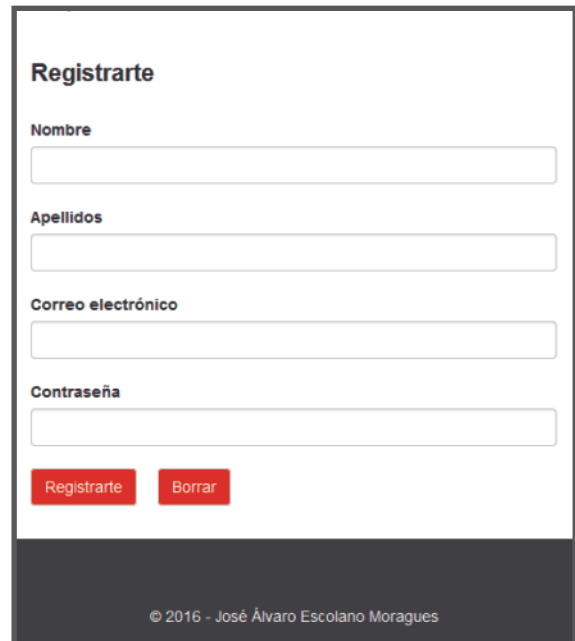 Registrarte
Nombre
Apellidos
Correo electrónico
Contraseña
Registrarte Borrar
© 2016 - José Álvaro Escolano Moragues